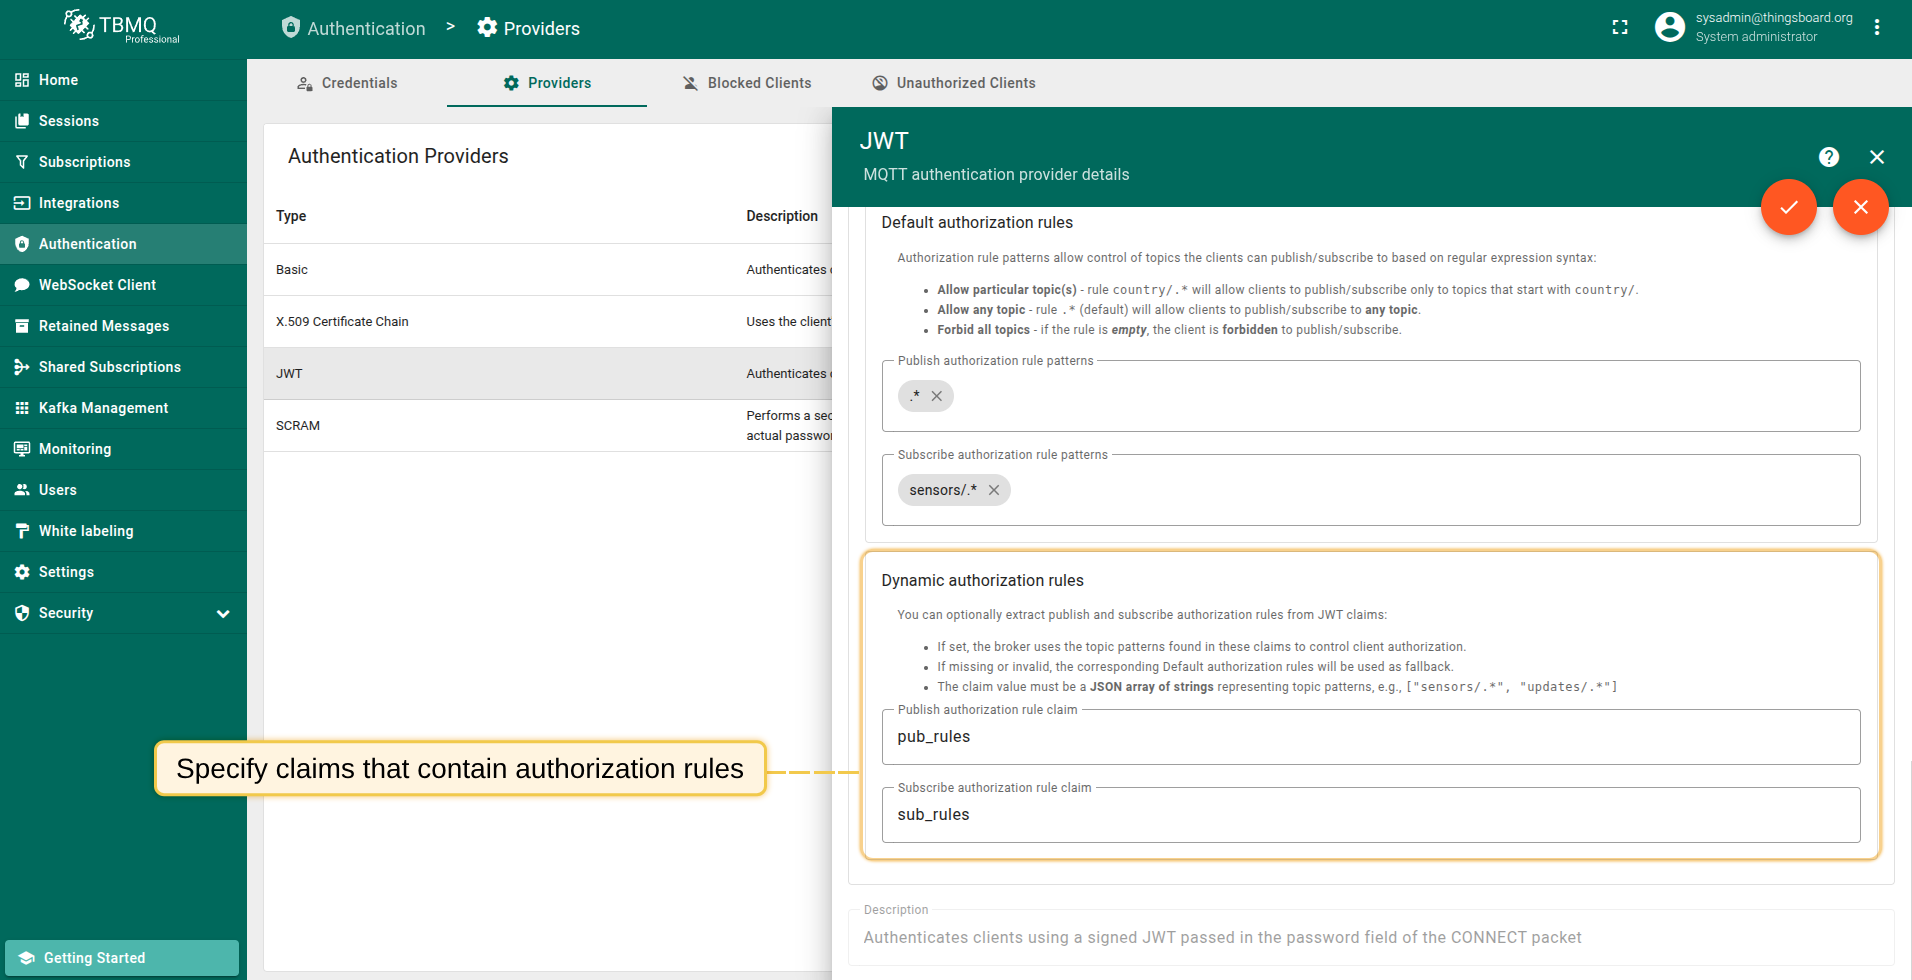 TBMQ
Professional
Authentication > Providers
sysadmin@thingsboard.org
System administrator
Home
Sessions
Subscriptions
Integrations
Authentication
WebSocket Client
Retained Messages
Shared Subscriptions
Kafka Management
Monitoring
Users
White labeling
Settings
Security
Getting Started
Credentials
Providers
Blocked Clients
Unauthorized Clients
Authentication Providers
Type Description
Basic Authenticates
X.509 Certificate Chain Uses the client
JWT Authenticates
SCRAM Performs a sec
actual passwor
JWT
MQTT authentication provider details
Default authorization rules
Authorization rule patterns allow control of topics the clients can publish/subscribe to based on regular expression syntax:
• Allow particular topic(s) - rule country/.* will allow clients to publish/subscribe only to topics that start with country/.
• Allow any topic - rule .* (default) will allow clients to publish/subscribe to any topic.
• Forbid all topics - if the rule is empty, the client is forbidden to publish/subscribe.
Publish authorization rule patterns
.*
Subscribe authorization rule patterns
sensors/.*
Dynamic authorization rules
You can optionally extract publish and subscribe authorization rules from JWT claims:
• If set, the broker uses the topic patterns found in these claims to control client authorization.
• If missing or invalid, the corresponding Default authorization rules will be used as fallback.
• The claim value must be a JSON array of strings representing topic patterns, e.g., ["sensors/.*", "updates/.*"]
Publish authorization rule claim
pub_rules
Subscribe authorization rule claim
sub_rules
Specify claims that contain authorization rules
Description
Authenticates clients using a signed JWT passed in the password field of the CONNECT packet